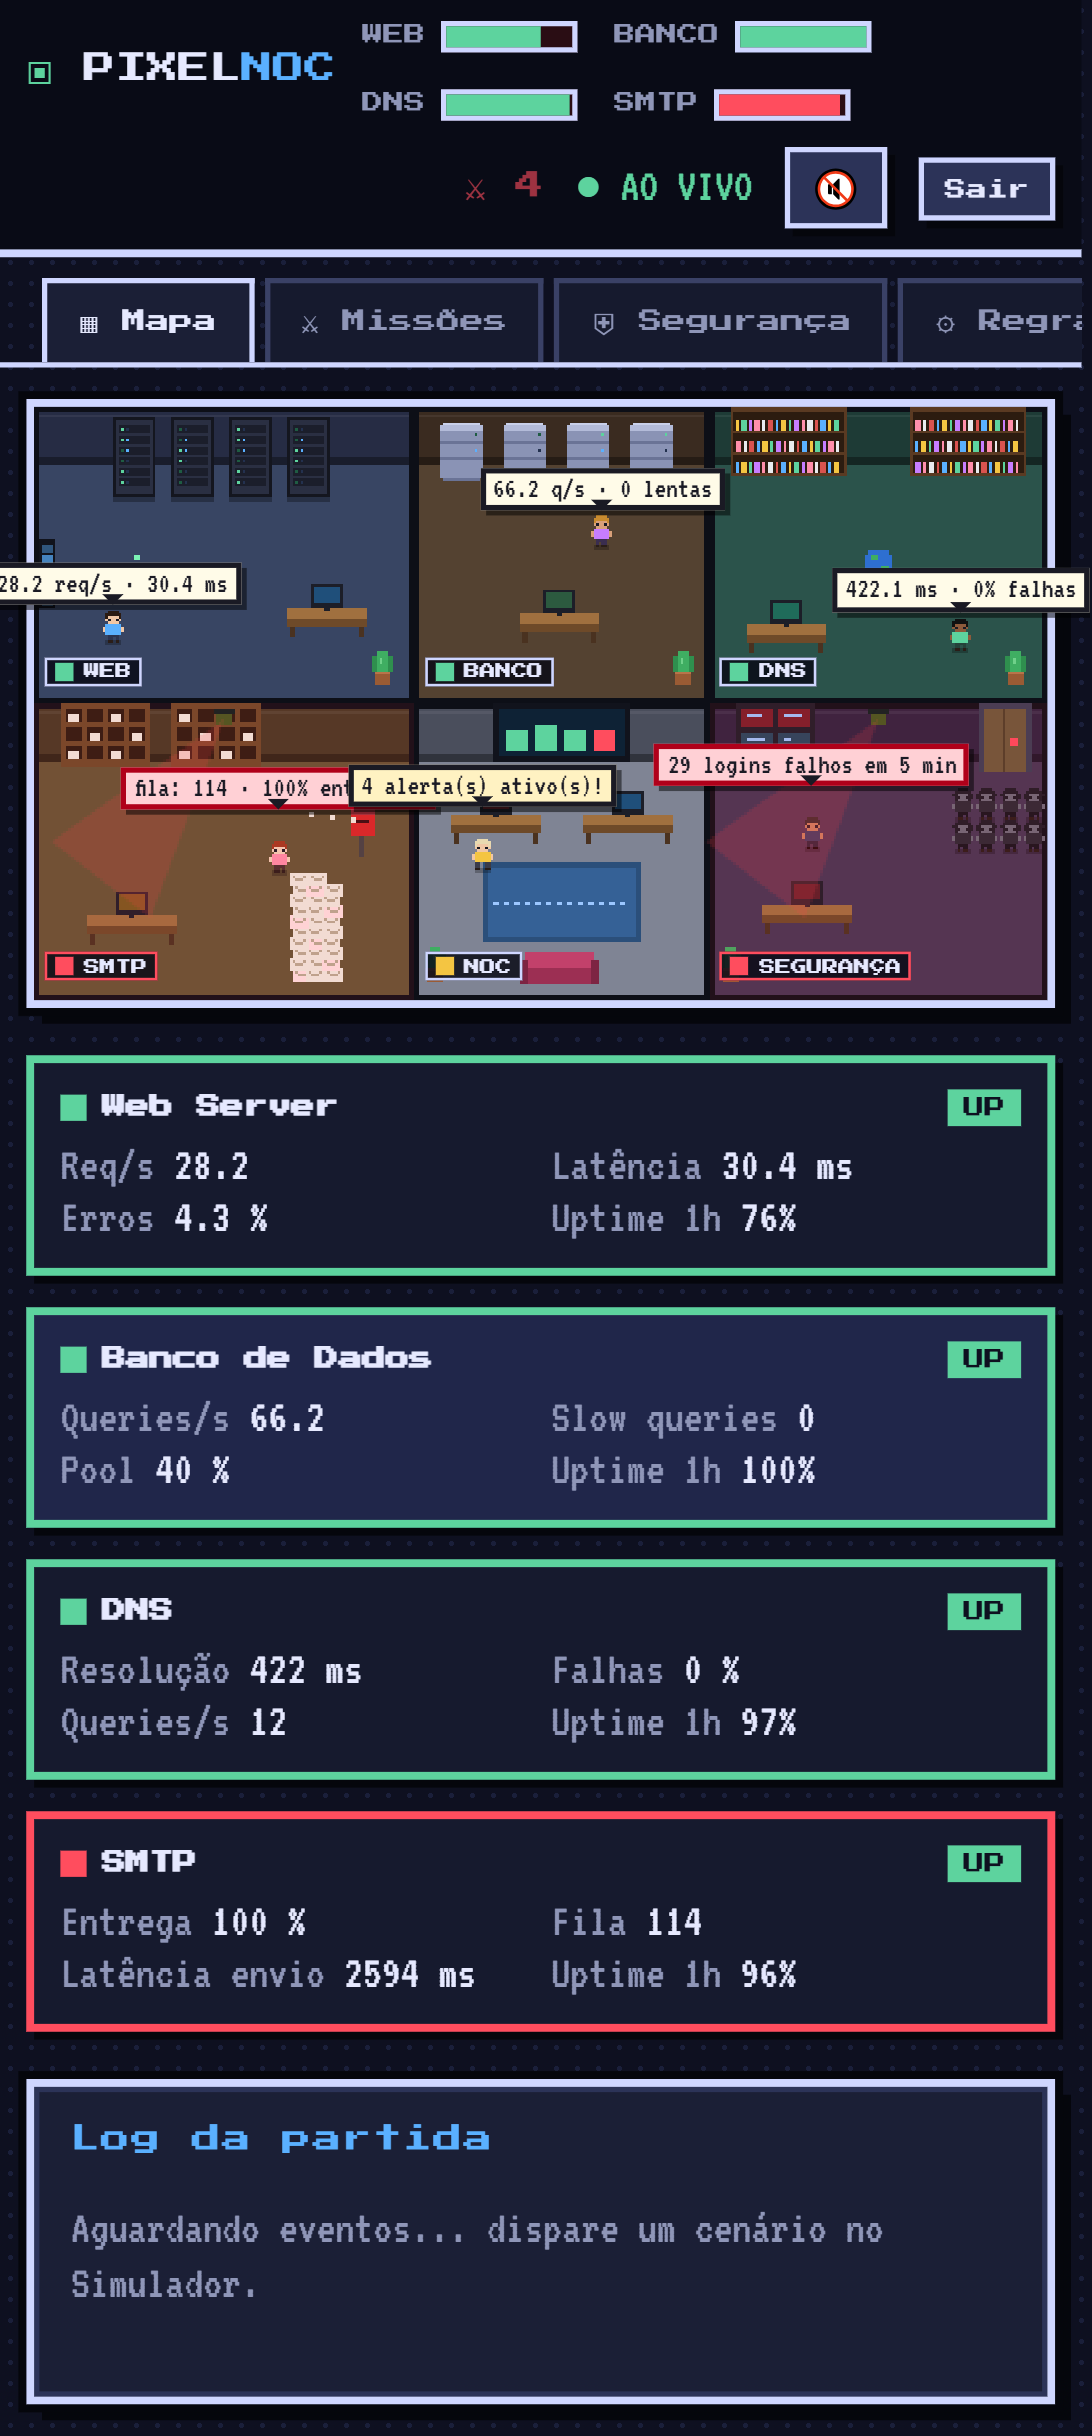 WEB
BANCO
PIXELNOC
DNS
SMTP
4
AO VIVO
Sair
Mapa
Missões
Segurança
66.2 q/s · 0 lentas
28.2 req/s · 30.4 ms
422.1 ms · 0% falhas
WEB
BANCO
DNS
29 logins falhos em 5 min
fila: 114 · 100%
4 alerta(s) ativo(s)!
SMTP
NOC
SEGURANÇA
Web Server
UP
Req/s 28.2
Latência 30.4 ms
Erros 4.3 %
Uptime 1h 76%
Banco de Dados
UP
Queries/s 66.2
Slow queries 0
Pool 40 %
Uptime 1h 100%
DNS
UP
Resolução 422 ms
Falhas 0 %
Queries/s 12
Uptime 1h 97%
SMTP
UP
Entrega 100 %
Fila 114
Latência envio 2594 ms
Uptime 1h 96%
Log da partida
Aguardando eventos... dispare um cenário no
Simulador.